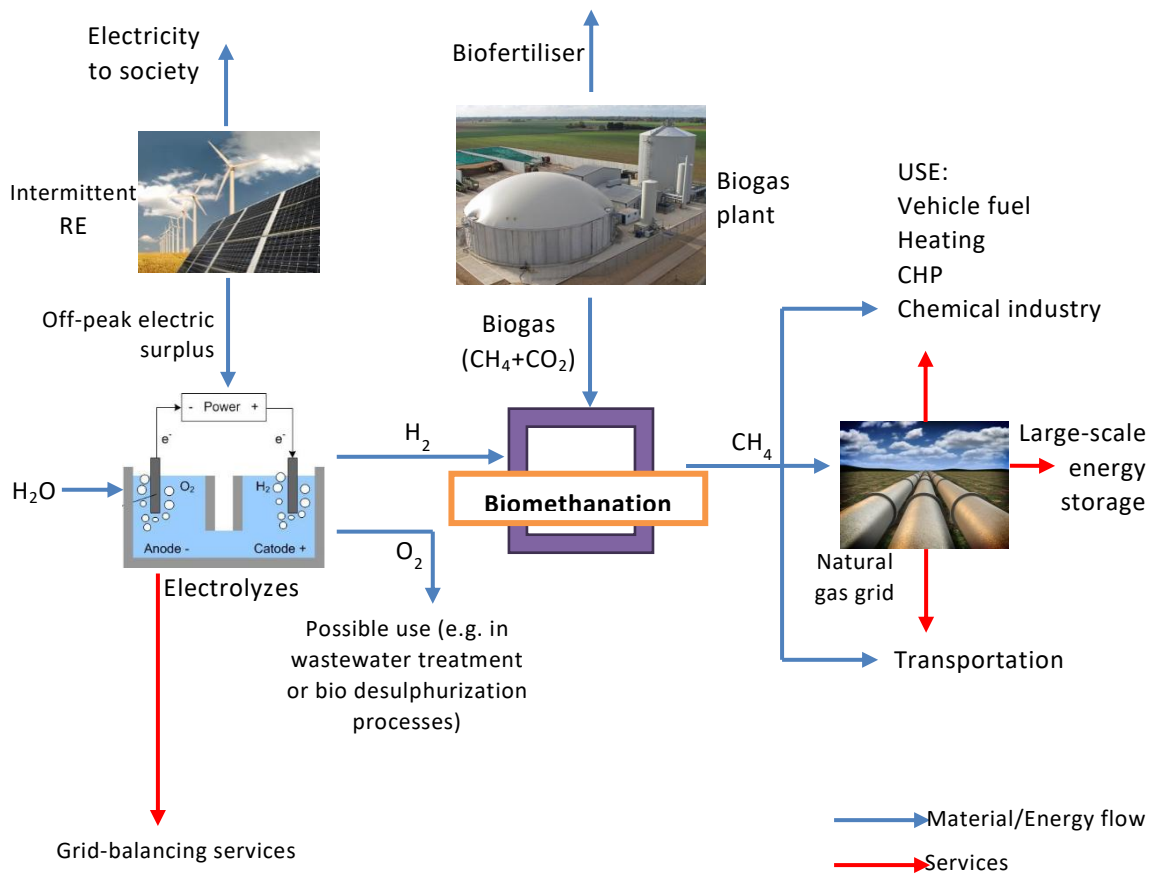 Electricity
to society
Biofertiliser
Intermittent
RE
Biogas
plant
USE:
Vehicle fuel
Heating
CHP
Chemical industry
Off-peak electric
surplus
Biogas
(CH₄+CO₂)
- Power +
e⁻
e⁻
H₂
CH₄
Large-scale
energy
storage
H₂O
O₂
H₂
Biomethanation
Anode -
Catode +
O₂
Electrolyzes
Natural
gas grid
Possible use (e.g. in
wastewater treatment
or bio desulphurization
processes)
Transportation
Grid-balancing services
Material/Energy flow
Services